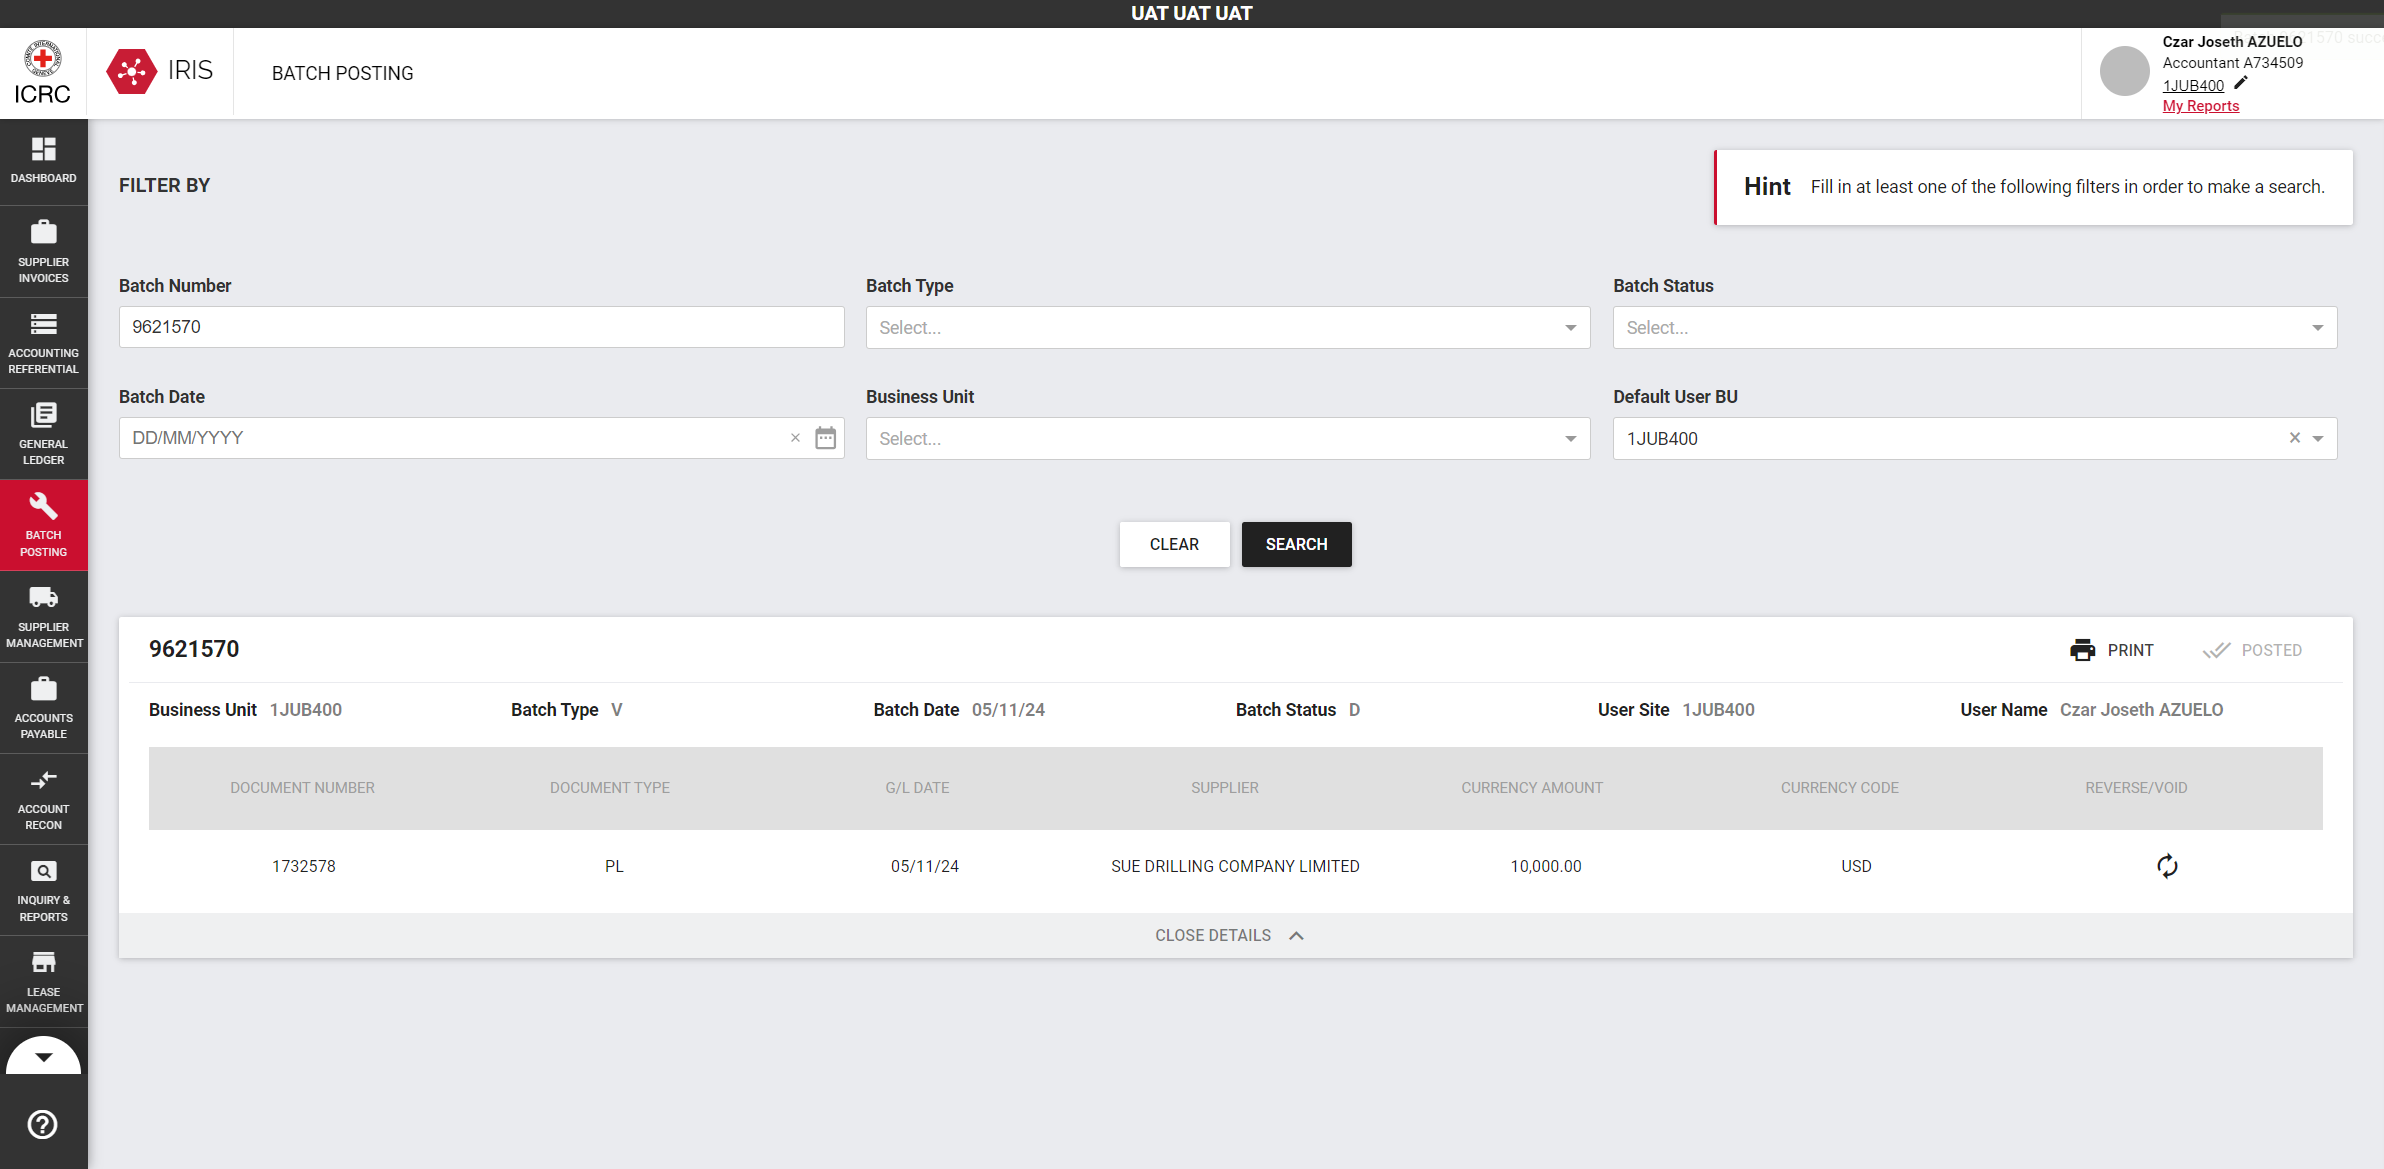 UAT UAT UAT
ICRC
IRIS
BATCH POSTING
Czar Joseth AZUELO
Accountant A734509
1JUB400
My Reports
DASHBOARD
SUPPLIER
INVOICES
ACCOUNTING
REFERENTIAL
GENERAL
LEDGER
BATCH
POSTING
SUPPLIER
MANAGEMENT
ACCOUNTS
PAYABLE
ACCOUNT
RECON
INQUIRY &
REPORTS
LEASE
MANAGEMENT
FILTER BY
Hint Fill in at least one of the following filters in order to make a search.
Batch Number Batch Type Batch Status
9621570 Select... Select...
Batch Date Business Unit Default User BU
DD/MM/YYYY × Select... 1JUB400 ×
CLEAR SEARCH
9621570 PRINT POSTED
Business Unit 1JUB400 Batch Type V Batch Date 05/11/24 Batch Status D User Site 1JUB400 User Name Czar Joseth AZUELO
DOCUMENT NUMBER DOCUMENT TYPE G/L DATE SUPPLIER CURRENCY AMOUNT CURRENCY CODE REVERSE/VOID
1732578 PL 05/11/24 SUE DRILLING COMPANY LIMITED 10,000.00 USD
CLOSE DETAILS